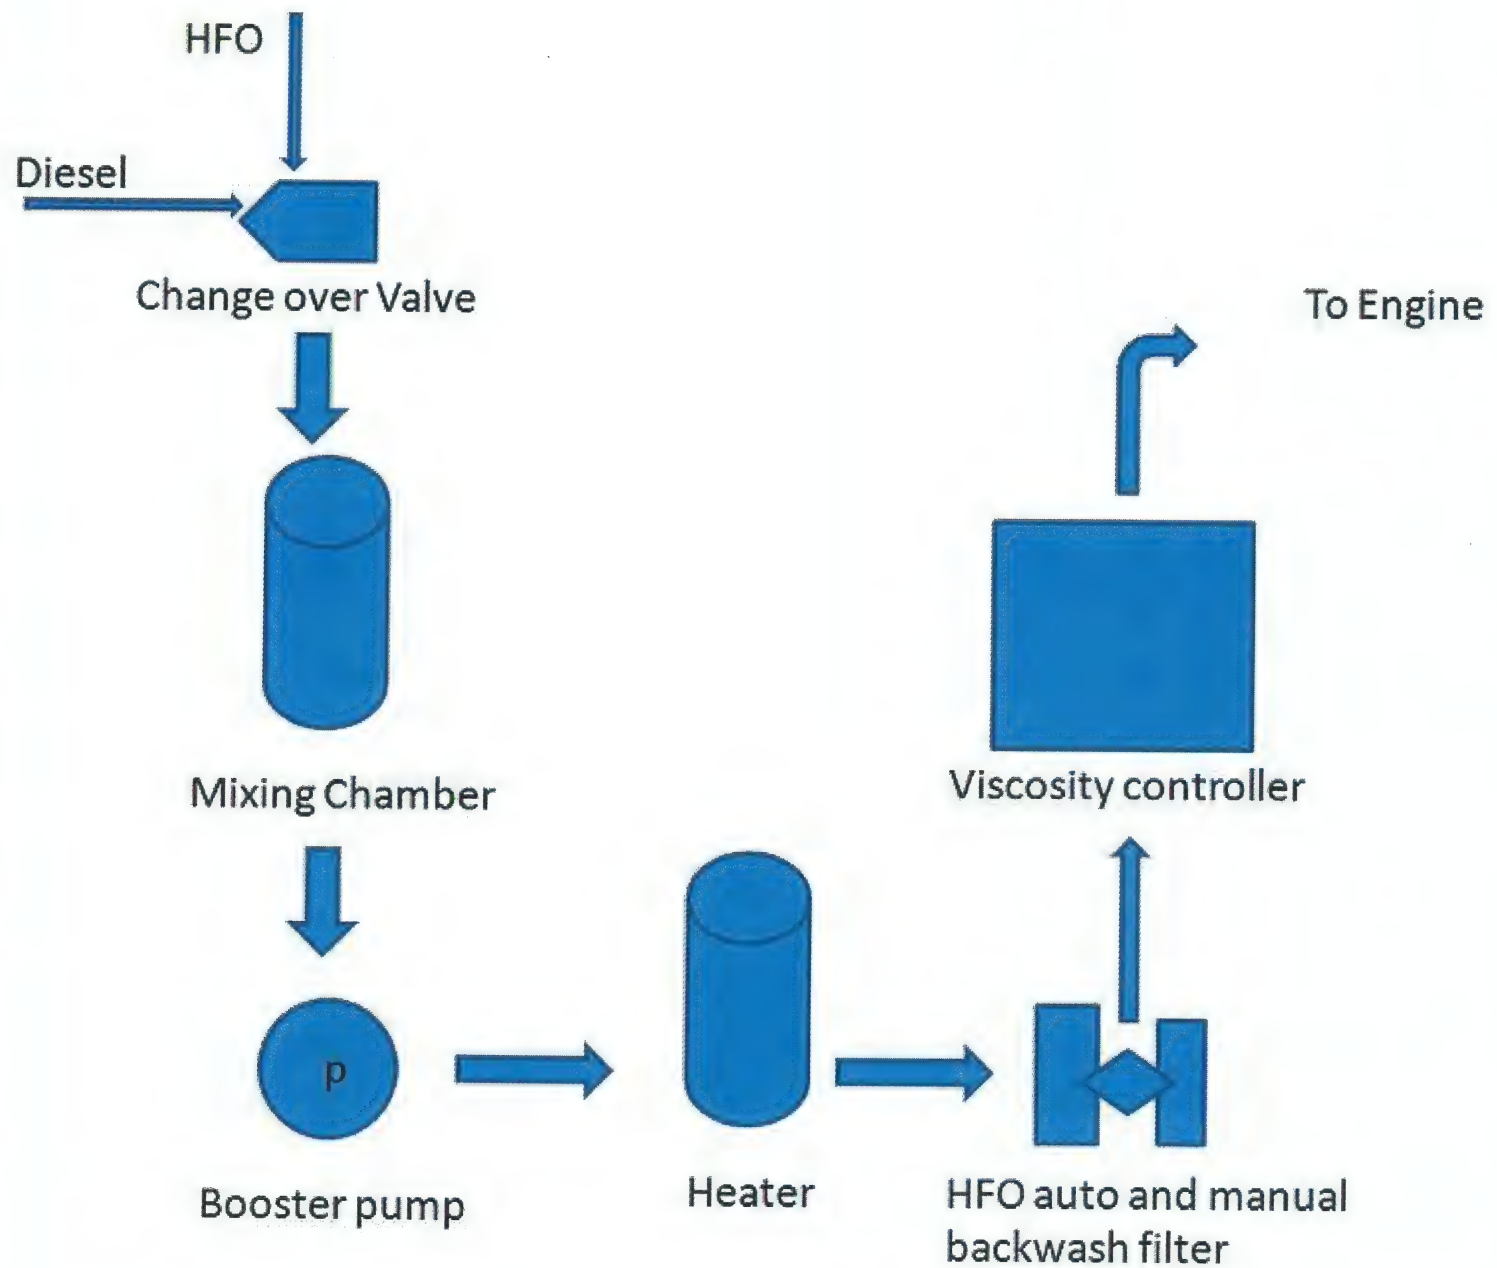 HFO
Diesel
Change over Valve
To Engine
Mixing Chamber
Viscosity controller
p
Booster pump
Heater
HFO auto and manual
backwash filter